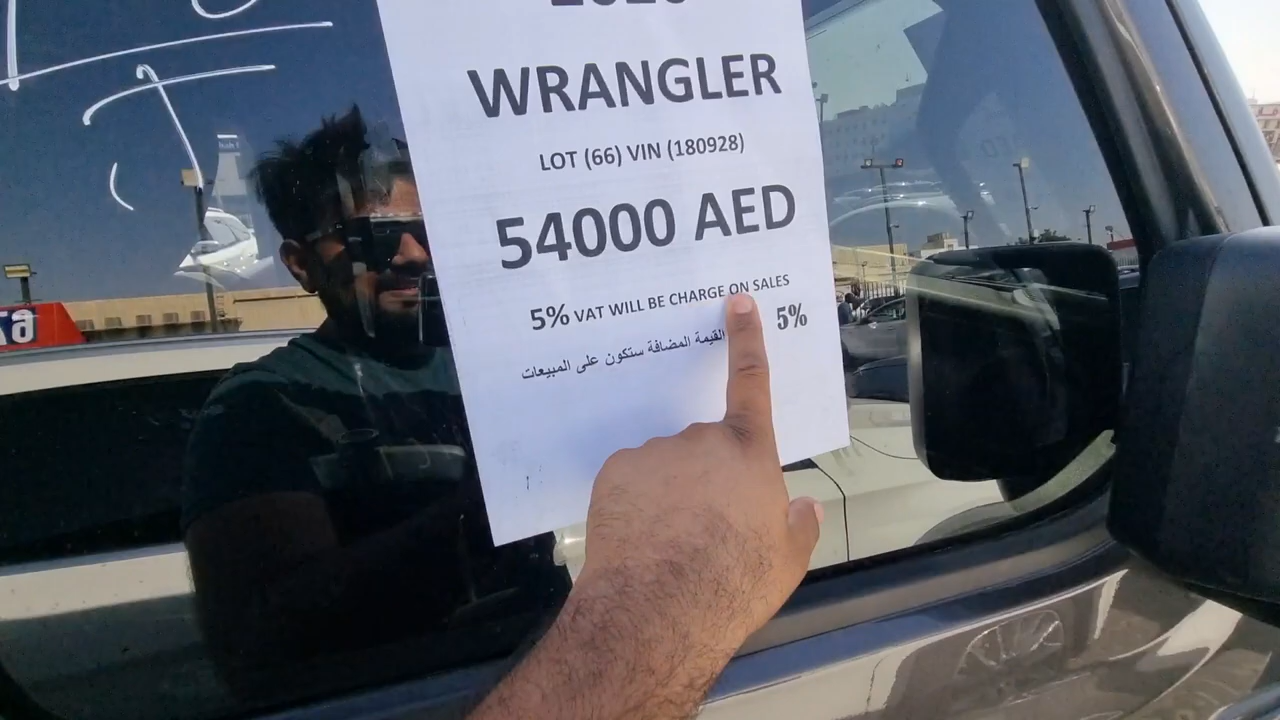 WRANGLER
LOT (66) VIN (180928)
54000 AED
5% VAT WILL BE CHARGE ON SALES
5% القيمة المضافة ستكون على المبيعات